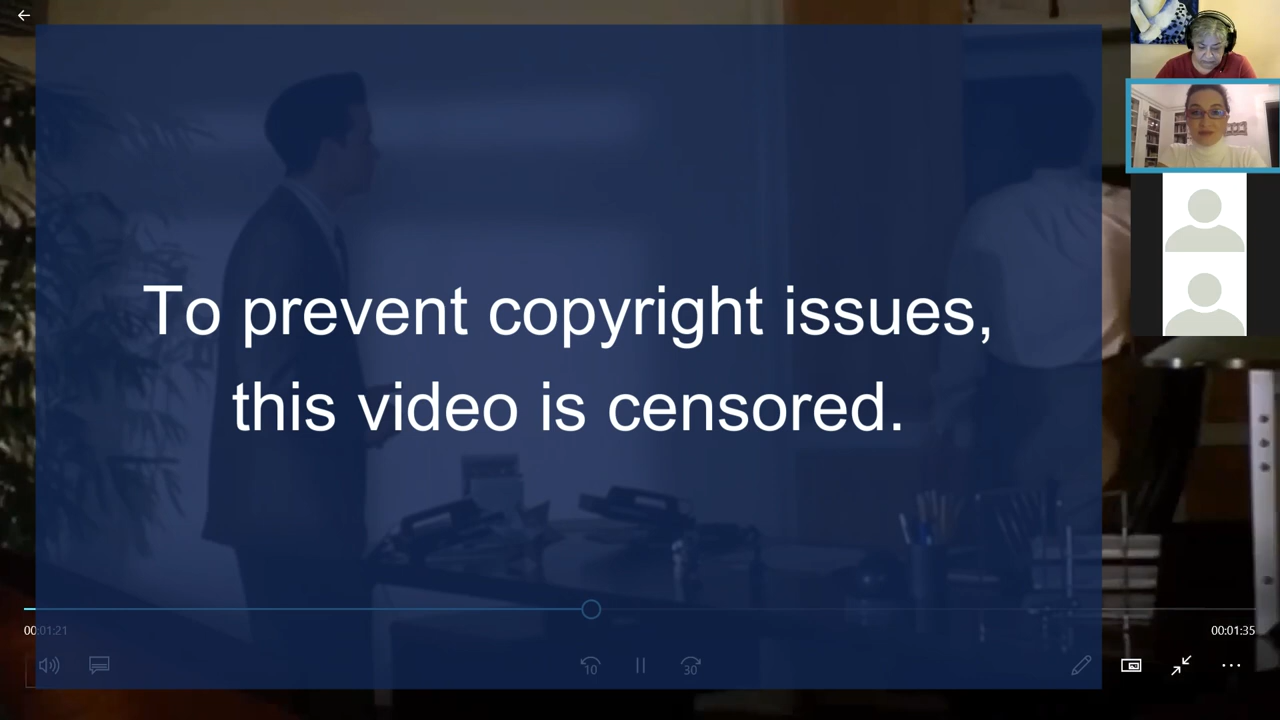 To prevent copyright issues,
this video is censored.
00:01:21
00:01:35
10
30